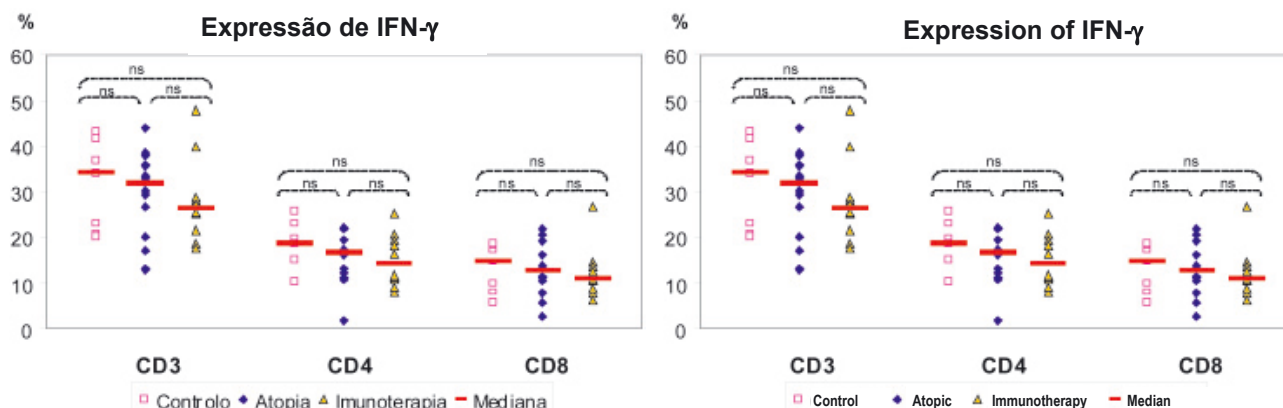 %
Expressão de IFN-γ
60
50
40
30
20
10
0
ns
ns
ns
ns
ns
ns
ns
ns
ns
CD3
CD4
CD8
Controlo
Atopia
Imunoterapia
Mediana
%
Expression of IFN-γ
60
50
40
30
20
10
0
ns
ns
ns
ns
ns
ns
ns
ns
ns
CD3
CD4
CD8
Control
Atopic
Immunotherapy
Median